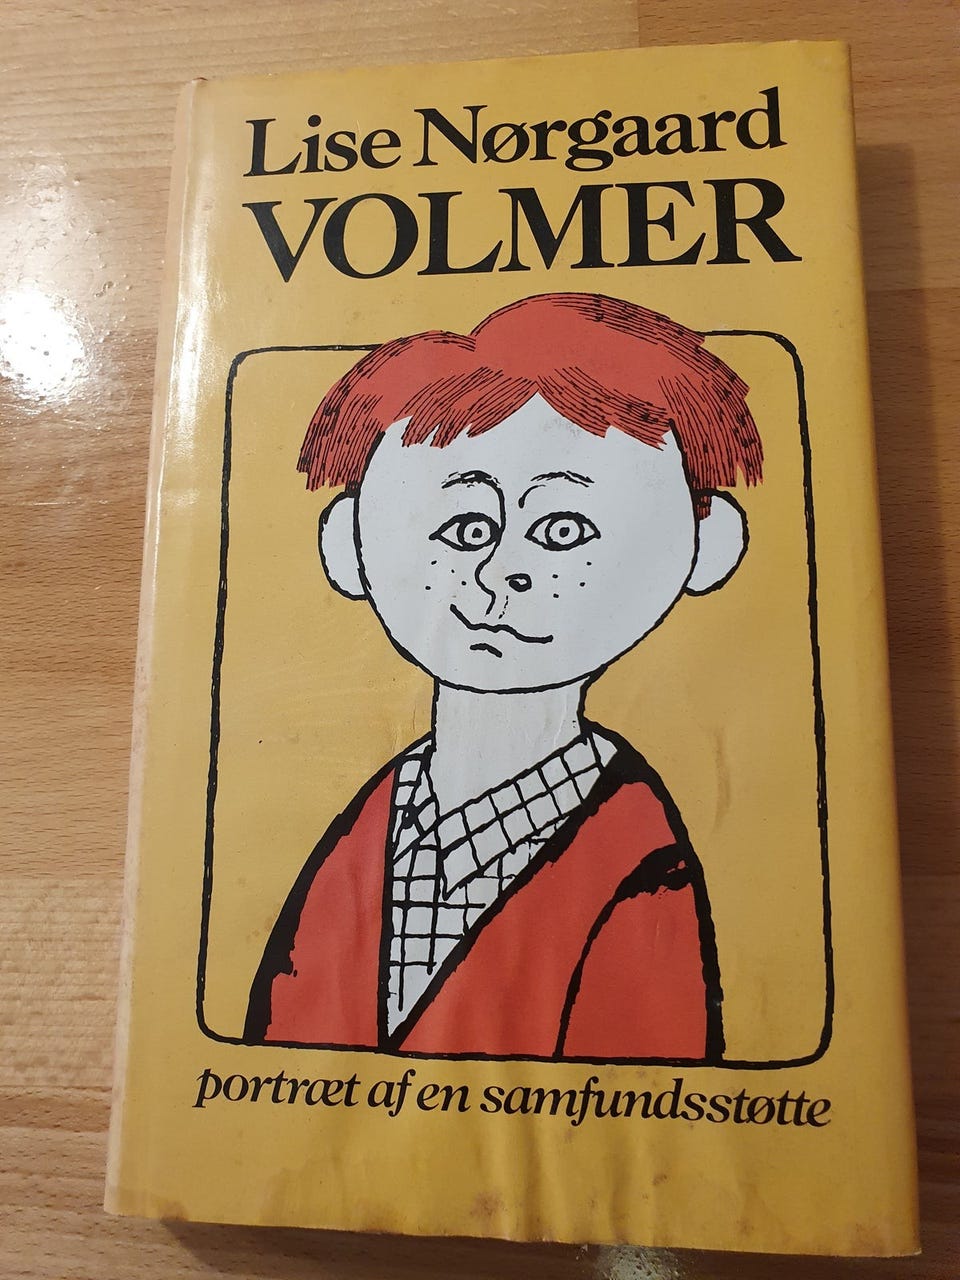 Lise Nørgaard
VOLMER
portræt af en samfundsstøtte